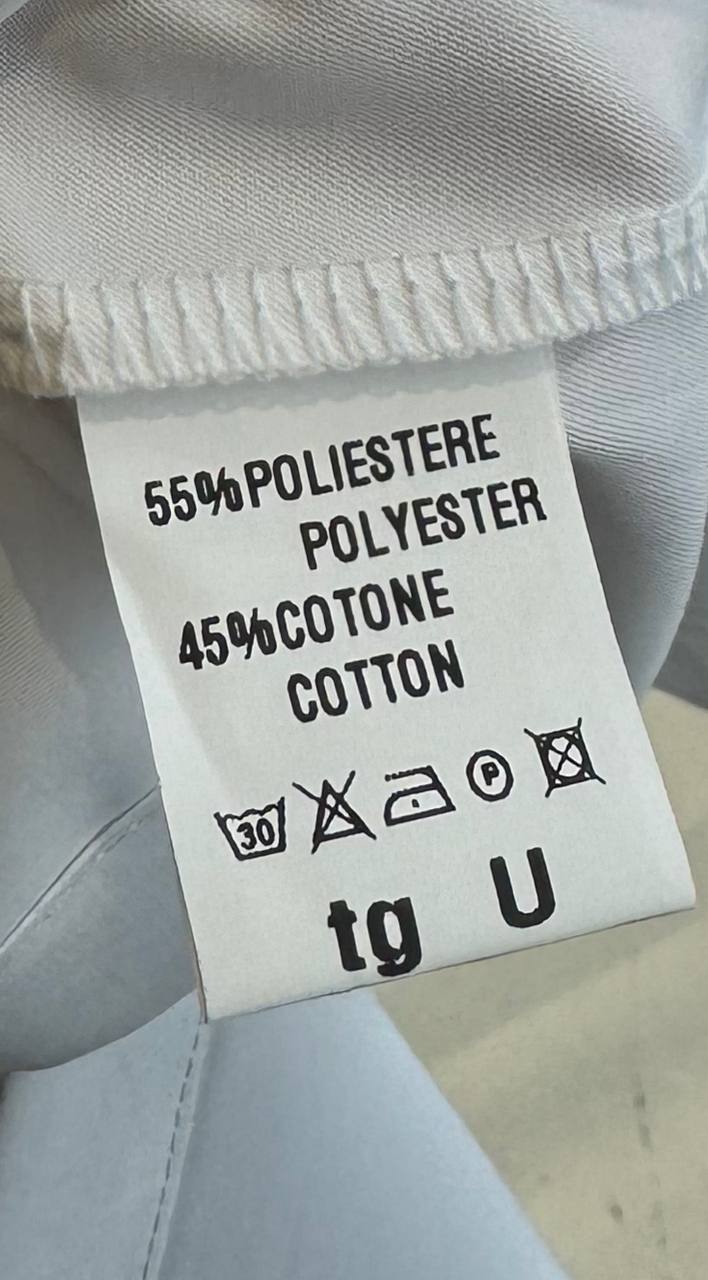 55%POLIESTERE
POLYESTER
45%COTONE
COTTON
30 P
tg U